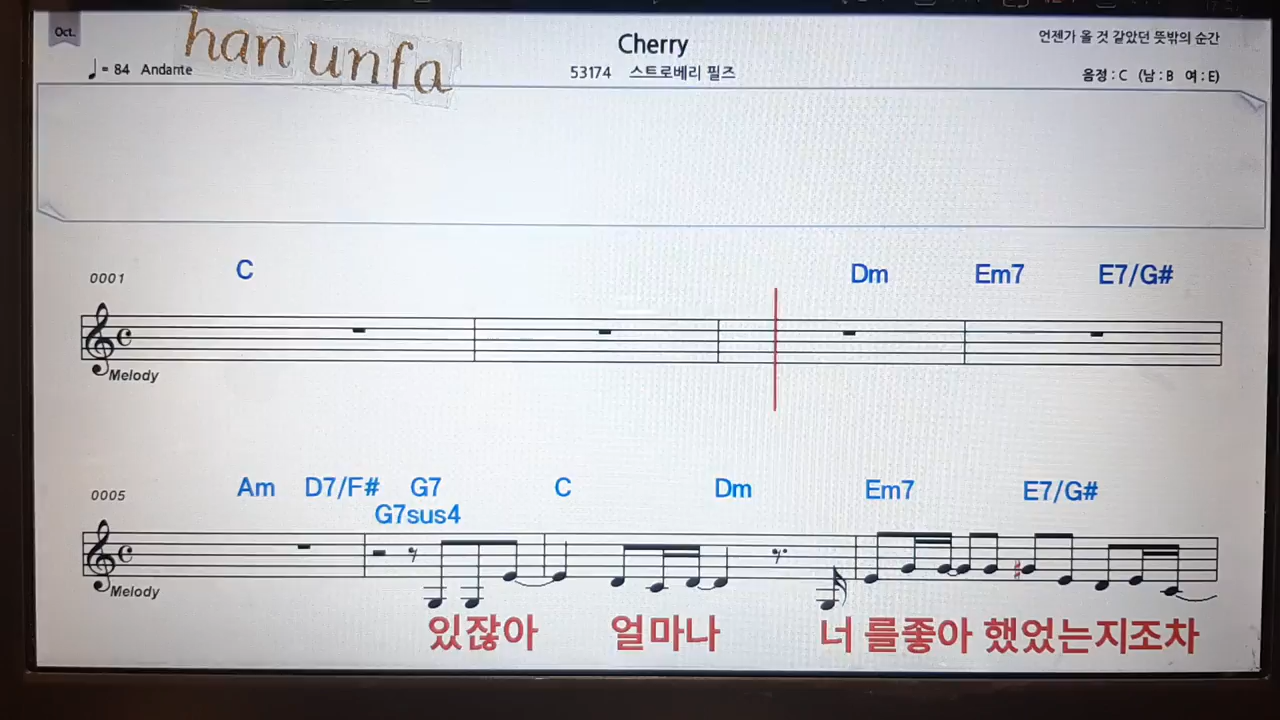 Oct.
han unfa
Cherry
언젠가 올 것 같았던 뜻밖의 순간
= 84 Andante
53174 스트로베리 필즈
음정 : C (남 : B 여 : E)
C Dm Em7 E7/G#
0001
Melody
Am D7/F# G7 C Dm Em7 E7/G#
0005
G7sus4
Melody
있잖아 얼마나 너 를좋아 했었는지조차